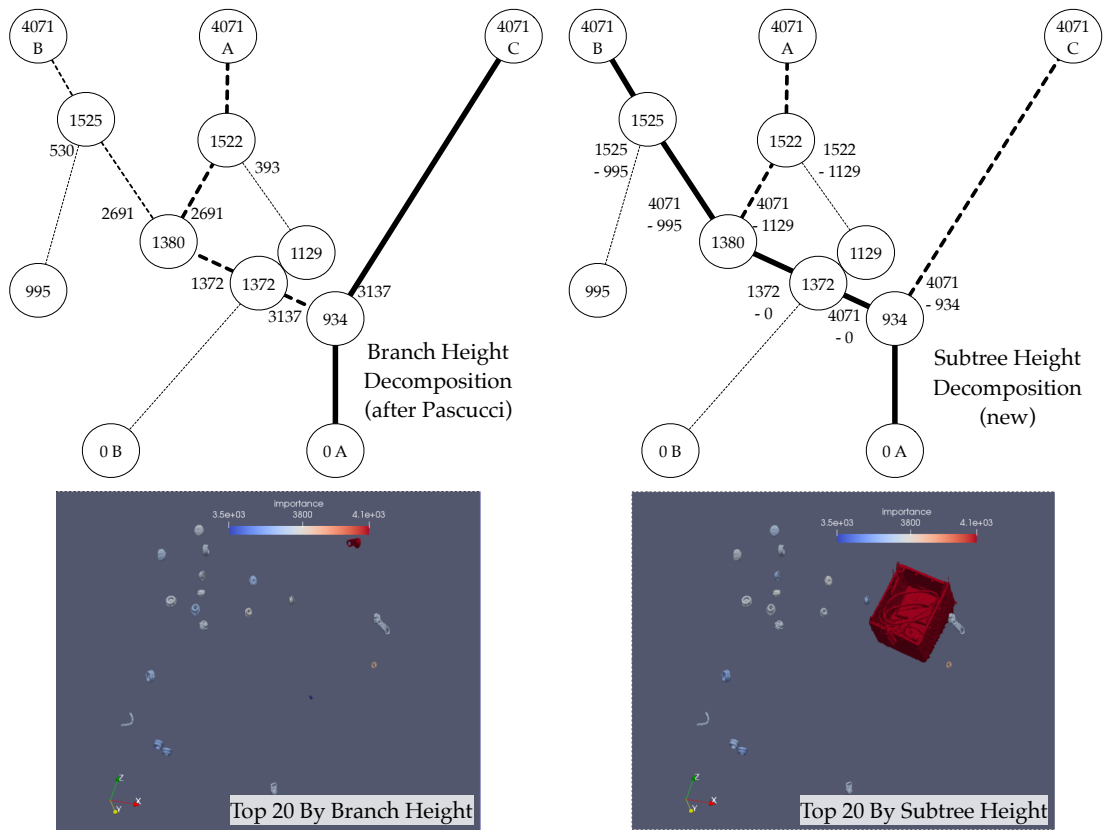 4071
B
4071
A
4071
C
1525
530
1522
393
2691
2691
1380
1129
995
1372
1372
3137
3137
934
Branch Height
Decomposition
(after Pascucci)
0 B
0 A
4071
B
4071
A
4071
C
1525
1525
- 995
1522
1522
- 1129
4071
- 995
4071
- 1129
1380
1129
995
1372
- 0
1372
4071
- 0
4071
- 934
934
Subtree Height
Decomposition
(new)
0 B
0 A
importance
3.5e+03 3800 4.1e+03
Z
X
Y
Top 20 By Branch Height
importance
3.5e+03 3800 4.1e+03
Z
X
Y
Top 20 By Subtree Height